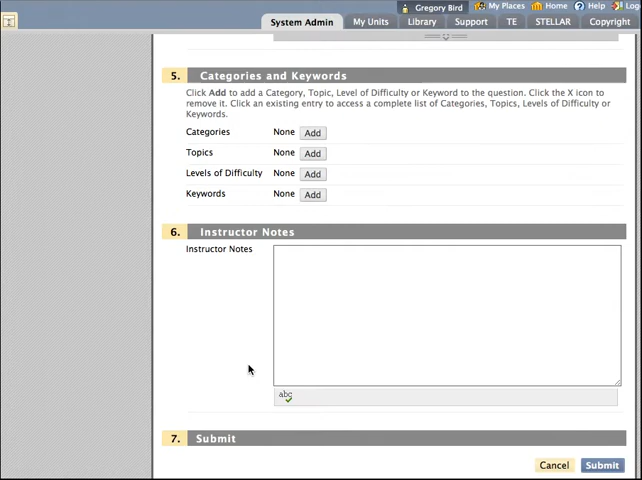 Gregory Bird My Places Home Help Log
System Admin My Units Library Support TE STELLAR Copyright
5. Categories and Keywords
Click Add to add a Category, Topic, Level of Difficulty or Keyword to the question. Click the X icon to
remove it. Click an existing entry to access a complete list of Categories, Topics, Levels of Difficulty or
Keywords.
Categories None Add
Topics None Add
Levels of Difficulty None Add
Keywords None Add
6. Instructor Notes
Instructor Notes
abc
7. Submit
Cancel Submit